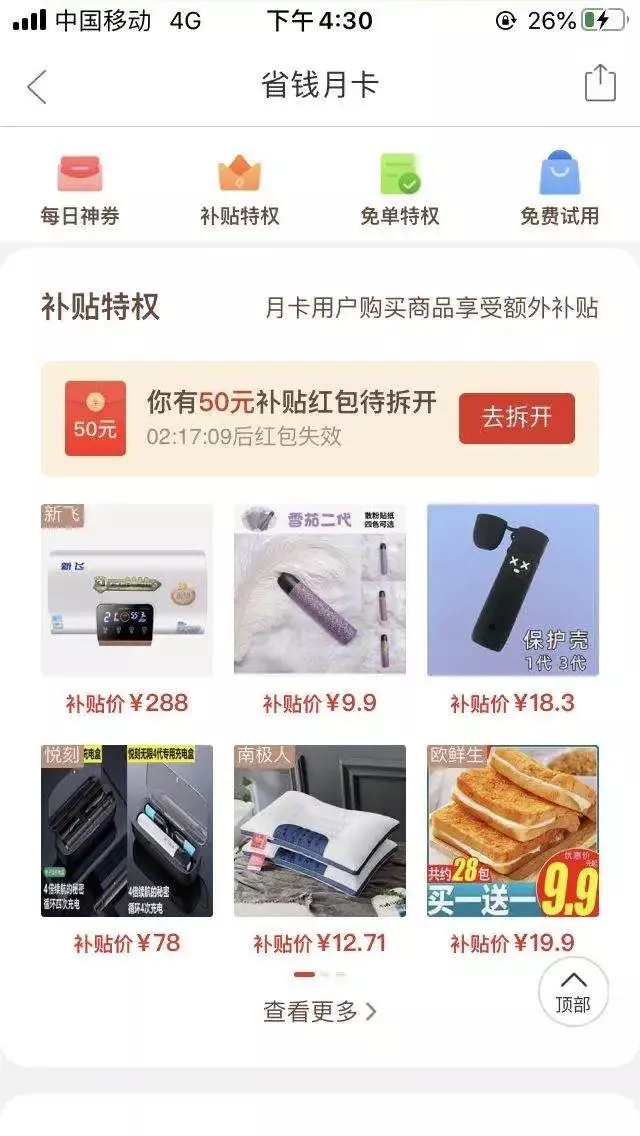 中国移动 4G 下午4:30 26%
省钱月卡
每日神券 补贴特权 免单特权 免费试用
补贴特权 月卡用户购买商品享受额外补贴
你有50元补贴红包待拆开
50元
02:17:09后红包失效
去拆开
新飞
新飞
雪茄二代 散粉贴纸
四色可选
保护壳
1代 3代
补贴价 ¥288 补贴价 ¥9.9 补贴价 ¥18.3
悦刻 充电盒 悦刻无限4代专用充电盒
4倍续航的秘密
循环四次充电
4倍续航的秘密
循环4次充电
南极人
欧鲜生
共约28包
买一送一
优惠价
9.9
补贴价 ¥78 补贴价 ¥12.71 补贴价 ¥19.9
查看更多
顶部